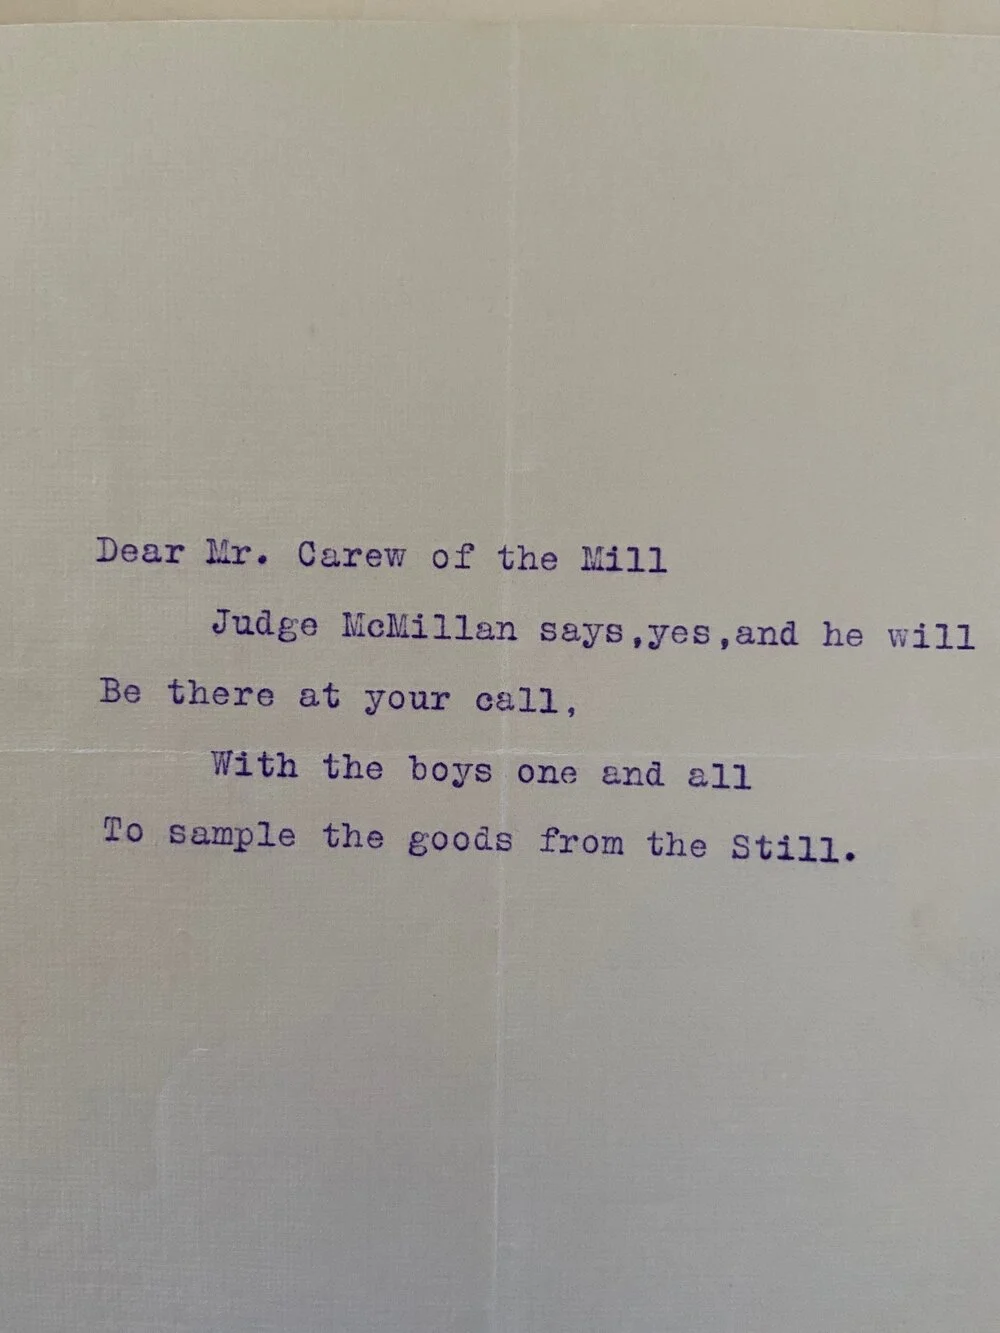 Dear Mr. Carew of the Mill
Judge McMillan says,yes,and he will
Be there at your call,
With the boys one and all
To sample the goods from the Still.